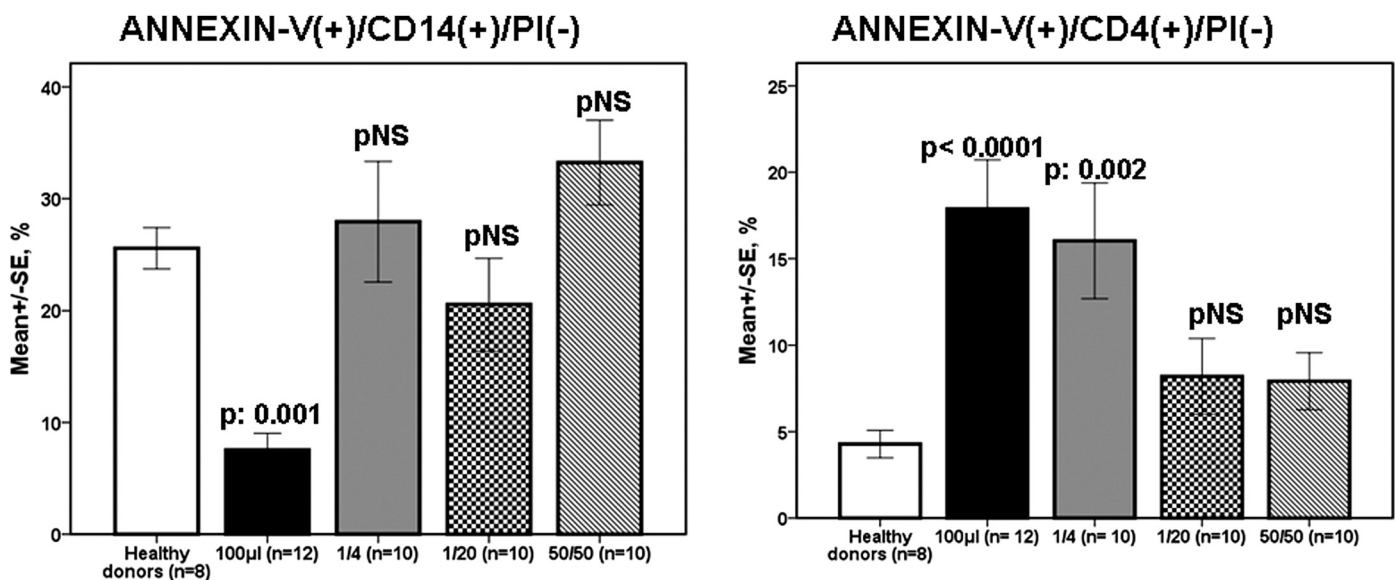 ANNEXIN-V(+)/CD14(+)/PI(-)
Mean+/-SE, %
40
30
20
10
0
p: 0.001
pNS
pNS
pNS
Healthy donors (n=8)
100µl (n=12)
1/4 (n=10)
1/20 (n=10)
50/50 (n=10)
ANNEXIN-V(+)/CD4(+)/PI(-)
Mean+/-SE, %
25
20
15
10
5
0
p< 0.0001
p: 0.002
pNS
pNS
Healthy donors (n=8)
100µl (n= 12)
1/4 (n= 10)
1/20 (n=10)
50/50 (n=10)